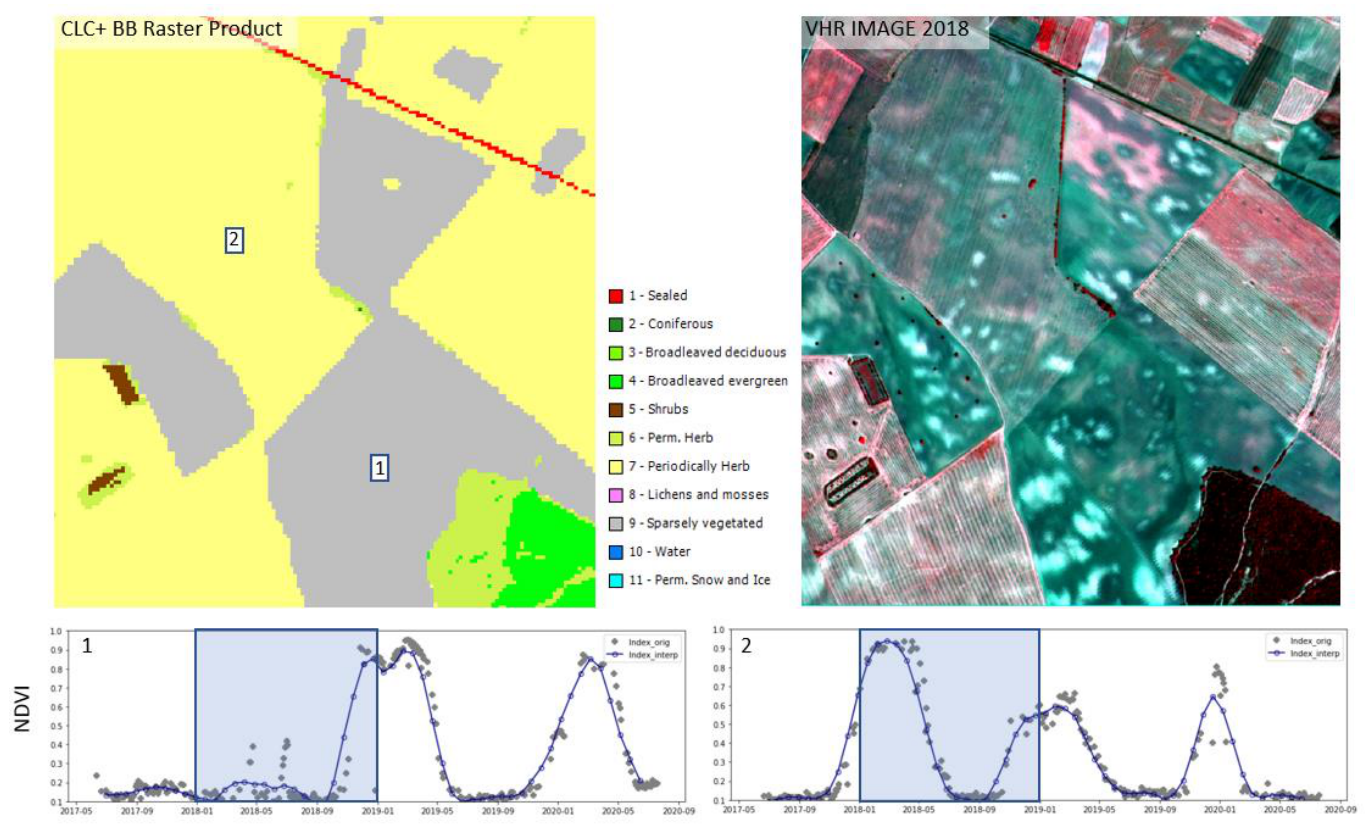 CLC+ BB Raster Product
VHR IMAGE 2018
2
1
1 - Sealed
2 - Coniferous
3 - Broadleaved deciduous
4 - Broadleaved evergreen
5 - Shrubs
6 - Perm. Herb
7 - Periodically Herb
8 - Lichens and mosses
9 - Sparsely vegetated
10 - Water
11 - Perm. Snow and Ice
NDVI
1
Index_orig
Index_interp
1.0
0.9
0.8
0.7
0.6
0.5
0.4
0.3
0.2
0.1
2017-05 2017-09 2018-01 2018-05 2018-09 2019-01 2019-05 2019-09 2020-01 2020-05 2020-09
2
Index_orig
Index_interp
1.0
0.9
0.8
0.7
0.6
0.5
0.4
0.3
0.2
0.1
2017-05 2017-09 2018-01 2018-05 2018-09 2019-01 2019-05 2019-09 2020-01 2020-05 2020-09